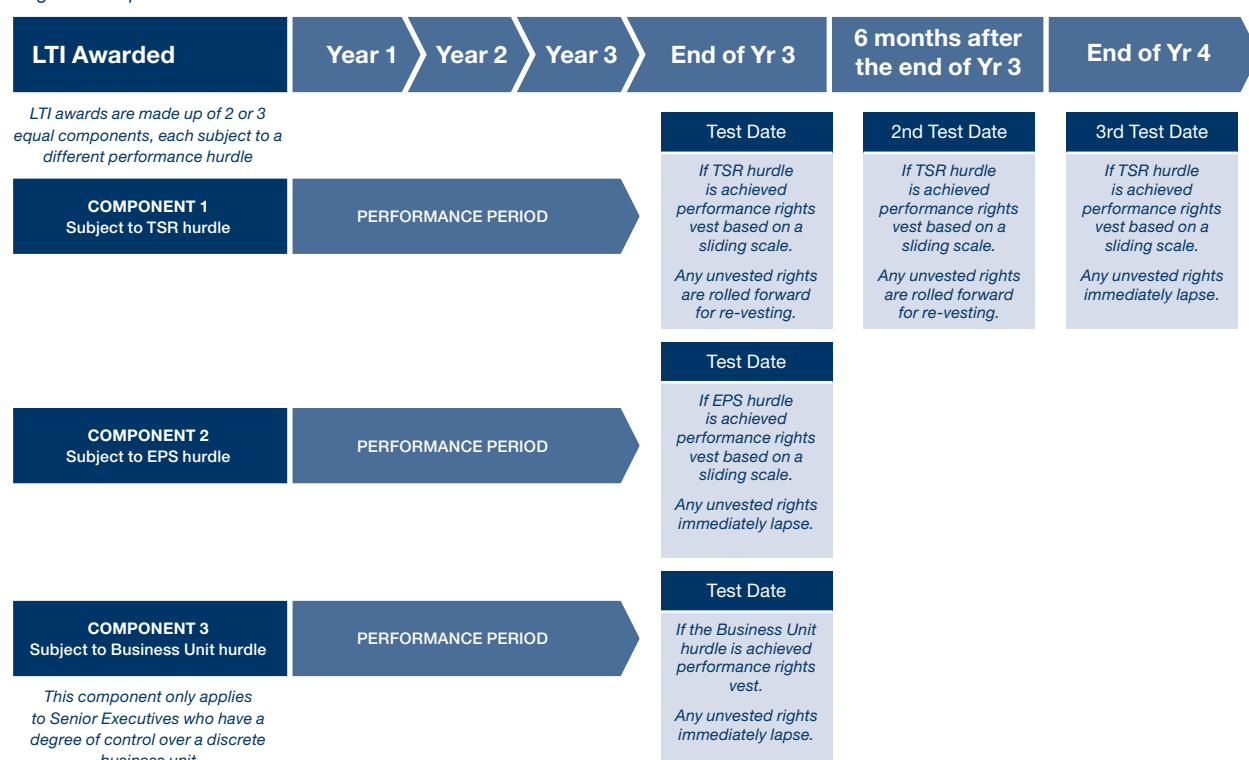 LTI Awarded
Year 1
Year 2
Year 3
End of Yr 3
6 months after
the end of Yr 3
End of Yr 4
LTI awards are made up of 2 or 3
equal components, each subject to a
different performance hurdle
COMPONENT 1
Subject to TSR hurdle
PERFORMANCE PERIOD
Test Date
If TSR hurdle
is achieved
performance rights
vest based on a
sliding scale.
Any unvested rights
are rolled forward
for re-vesting.
2nd Test Date
If TSR hurdle
is achieved
performance rights
vest based on a
sliding scale.
Any unvested rights
are rolled forward
for re-vesting.
3rd Test Date
If TSR hurdle
is achieved
performance rights
vest based on a
sliding scale.
Any unvested rights
immediately lapse.
COMPONENT 2
Subject to EPS hurdle
PERFORMANCE PERIOD
Test Date
If EPS hurdle
is achieved
performance rights
vest based on a
sliding scale.
Any unvested rights
immediately lapse.
COMPONENT 3
Subject to Business Unit hurdle
PERFORMANCE PERIOD
Test Date
If the Business Unit
hurdle is achieved
performance rights
vest.
Any unvested rights
immediately lapse.
This component only applies
to Senior Executives who have a
degree of control over a discrete
business unit